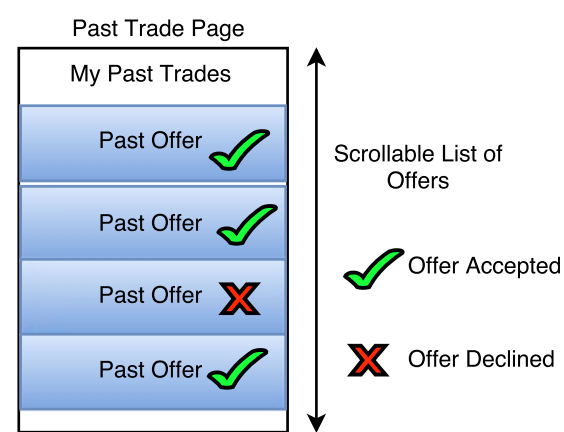 Past Trade Page
My Past Trades
Past Offer
Past Offer
Past Offer
Past Offer
Scrollable List of
Offers
Offer Accepted
Offer Declined